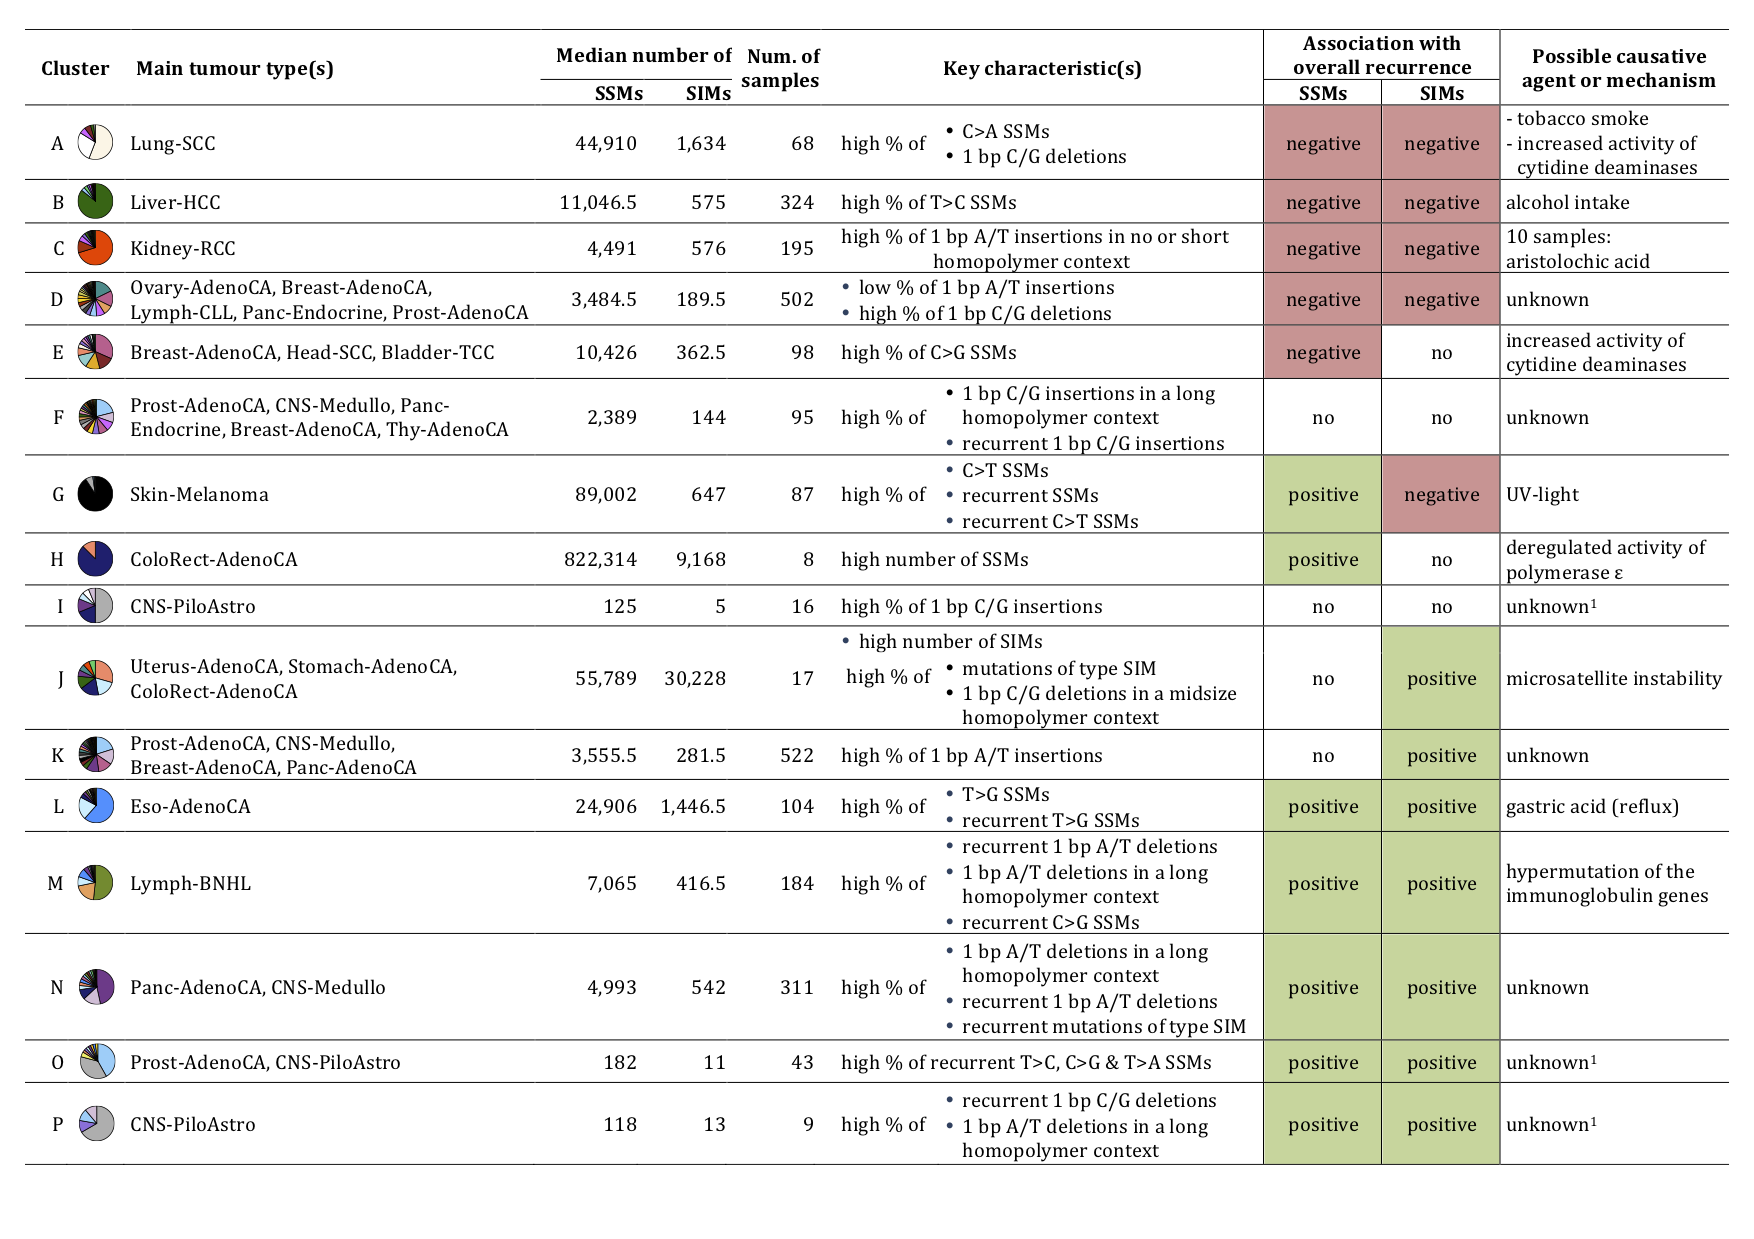 Cluster Main tumour type(s) Median number of SSMs SIMs Num. of samples Key characteristic(s) Association with overall recurrence SSMs SIMs Possible causative agent or mechanism
A Lung-SCC 44,910 1,634 68 high % of
• C>A SSMs
• 1 bp C/G deletions
negative negative
- tobacco smoke
- increased activity of
cytidine deaminases
B Liver-HCC 11,046.5 575 324 high % of T>C SSMs negative negative alcohol intake
C Kidney-RCC 4,491 576 195
high % of 1 bp A/T insertions in no or short
homopolymer context
negative negative
10 samples:
aristolochic acid
D
Ovary-AdenoCA, Breast-AdenoCA,
Lymph-CLL, Panc-Endocrine, Prost-AdenoCA
3,484.5 189.5 502
• low % of 1 bp A/T insertions
• high % of 1 bp C/G deletions
negative negative unknown
E Breast-AdenoCA, Head-SCC, Bladder-TCC 10,426 362.5 98 high % of C>G SSMs negative no
increased activity of
cytidine deaminases
F
Prost-AdenoCA, CNS-Medullo, Panc-
Endocrine, Breast-AdenoCA, Thy-AdenoCA
2,389 144 95 high % of
• 1 bp C/G insertions in a long
homopolymer context
• recurrent 1 bp C/G insertions
no no unknown
G Skin-Melanoma 89,002 647 87 high % of
• C>T SSMs
• recurrent SSMs
• recurrent C>T SSMs
positive negative UV-light
H ColoRect-AdenoCA 822,314 9,168 8 high number of SSMs positive no
deregulated activity of
polymerase ε
I CNS-PiloAstro 125 5 16 high % of 1 bp C/G insertions no no unknown¹
J
Uterus-AdenoCA, Stomach-AdenoCA,
ColoRect-AdenoCA
55,789 30,228 17
• high number of SIMs
high % of
• mutations of type SIM
• 1 bp C/G deletions in a midsize
homopolymer context
no positive microsatellite instability
K
Prost-AdenoCA, CNS-Medullo,
Breast-AdenoCA, Panc-AdenoCA
3,555.5 281.5 522 high % of 1 bp A/T insertions no positive unknown
L Eso-AdenoCA 24,906 1,446.5 104 high % of
• T>G SSMs
• recurrent T>G SSMs
positive positive gastric acid (reflux)
M Lymph-BNHL 7,065 416.5 184 high % of
• recurrent 1 bp A/T deletions
• 1 bp A/T deletions in a long
homopolymer context
• recurrent C>G SSMs
positive positive
hypermutation of the
immunoglobulin genes
N Panc-AdenoCA, CNS-Medullo 4,993 542 311 high % of
• 1 bp A/T deletions in a long
homopolymer context
• recurrent 1 bp A/T deletions
• recurrent mutations of type SIM
positive positive unknown
O Prost-AdenoCA, CNS-PiloAstro 182 11 43 high % of recurrent T>C, C>G & T>A SSMs positive positive unknown¹
P CNS-PiloAstro 118 13 9 high % of
• recurrent 1 bp C/G deletions
• 1 bp A/T deletions in a long
homopolymer context
positive positive unknown¹